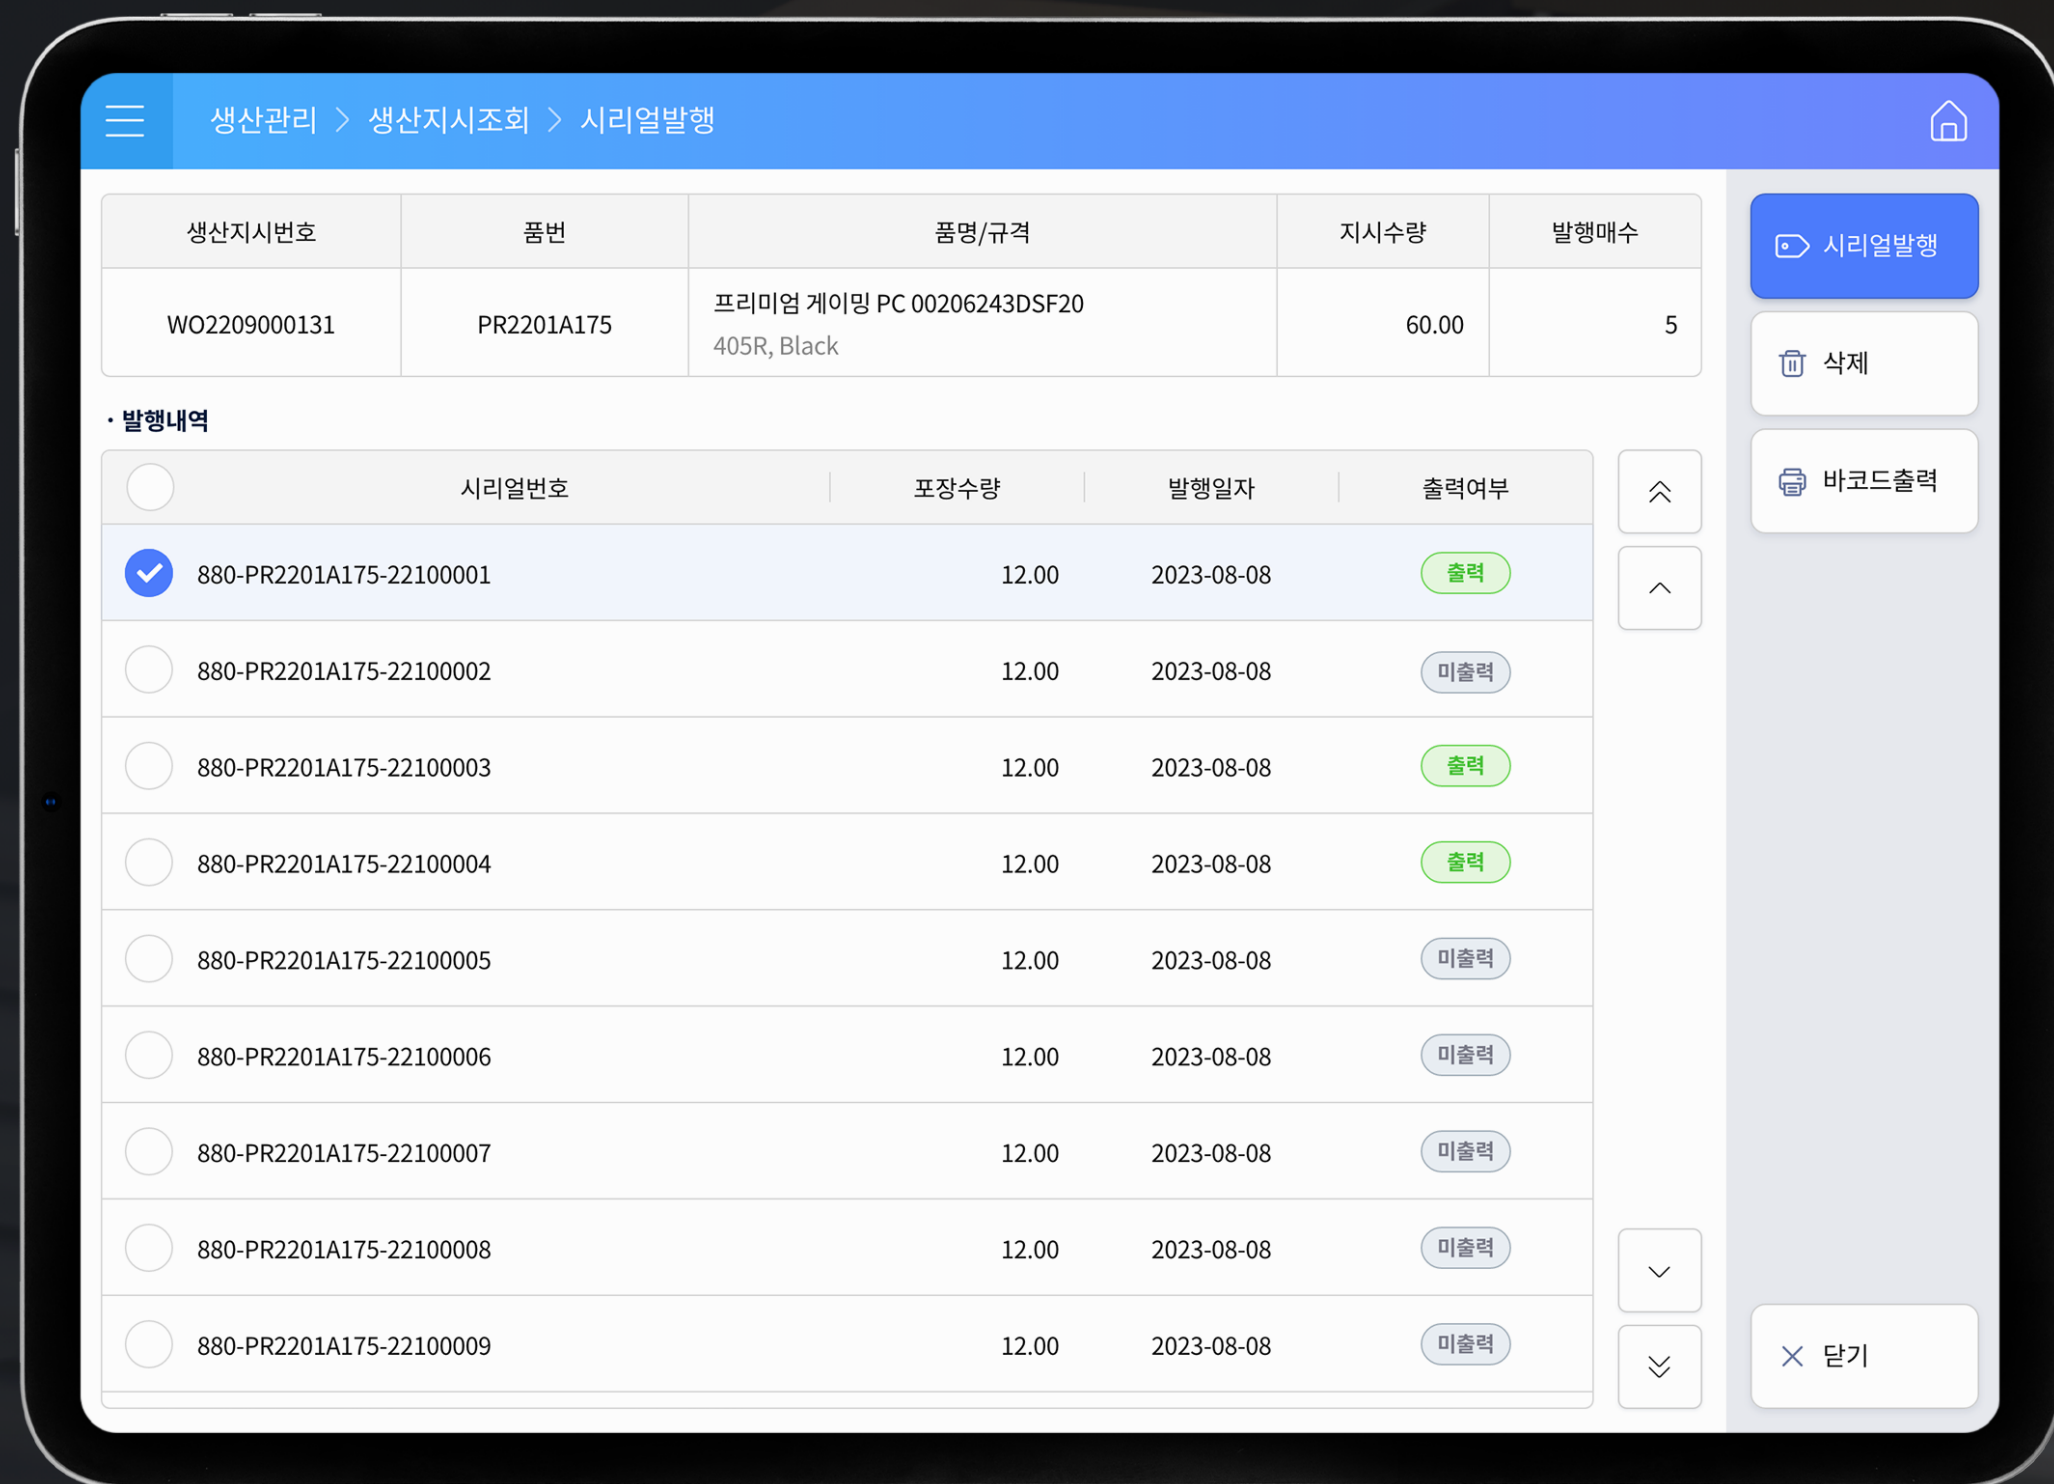 생산관리 > 생산지시조회 > 시리얼발행
생산지시번호 품번 품명/규격 지시수량 발행매수
WO2209000131 PR2201A175 프리미엄 게이밍 PC 00206243DSF20 60.00 5
405R, Black
· 발행내역
시리얼번호 포장수량 발행일자 출력여부
880-PR2201A175-22100001 12.00 2023-08-08 출력
880-PR2201A175-22100002 12.00 2023-08-08 미출력
880-PR2201A175-22100003 12.00 2023-08-08 출력
880-PR2201A175-22100004 12.00 2023-08-08 출력
880-PR2201A175-22100005 12.00 2023-08-08 미출력
880-PR2201A175-22100006 12.00 2023-08-08 미출력
880-PR2201A175-22100007 12.00 2023-08-08 미출력
880-PR2201A175-22100008 12.00 2023-08-08 미출력
880-PR2201A175-22100009 12.00 2023-08-08 미출력
시리얼발행
삭제
바코드출력
닫기